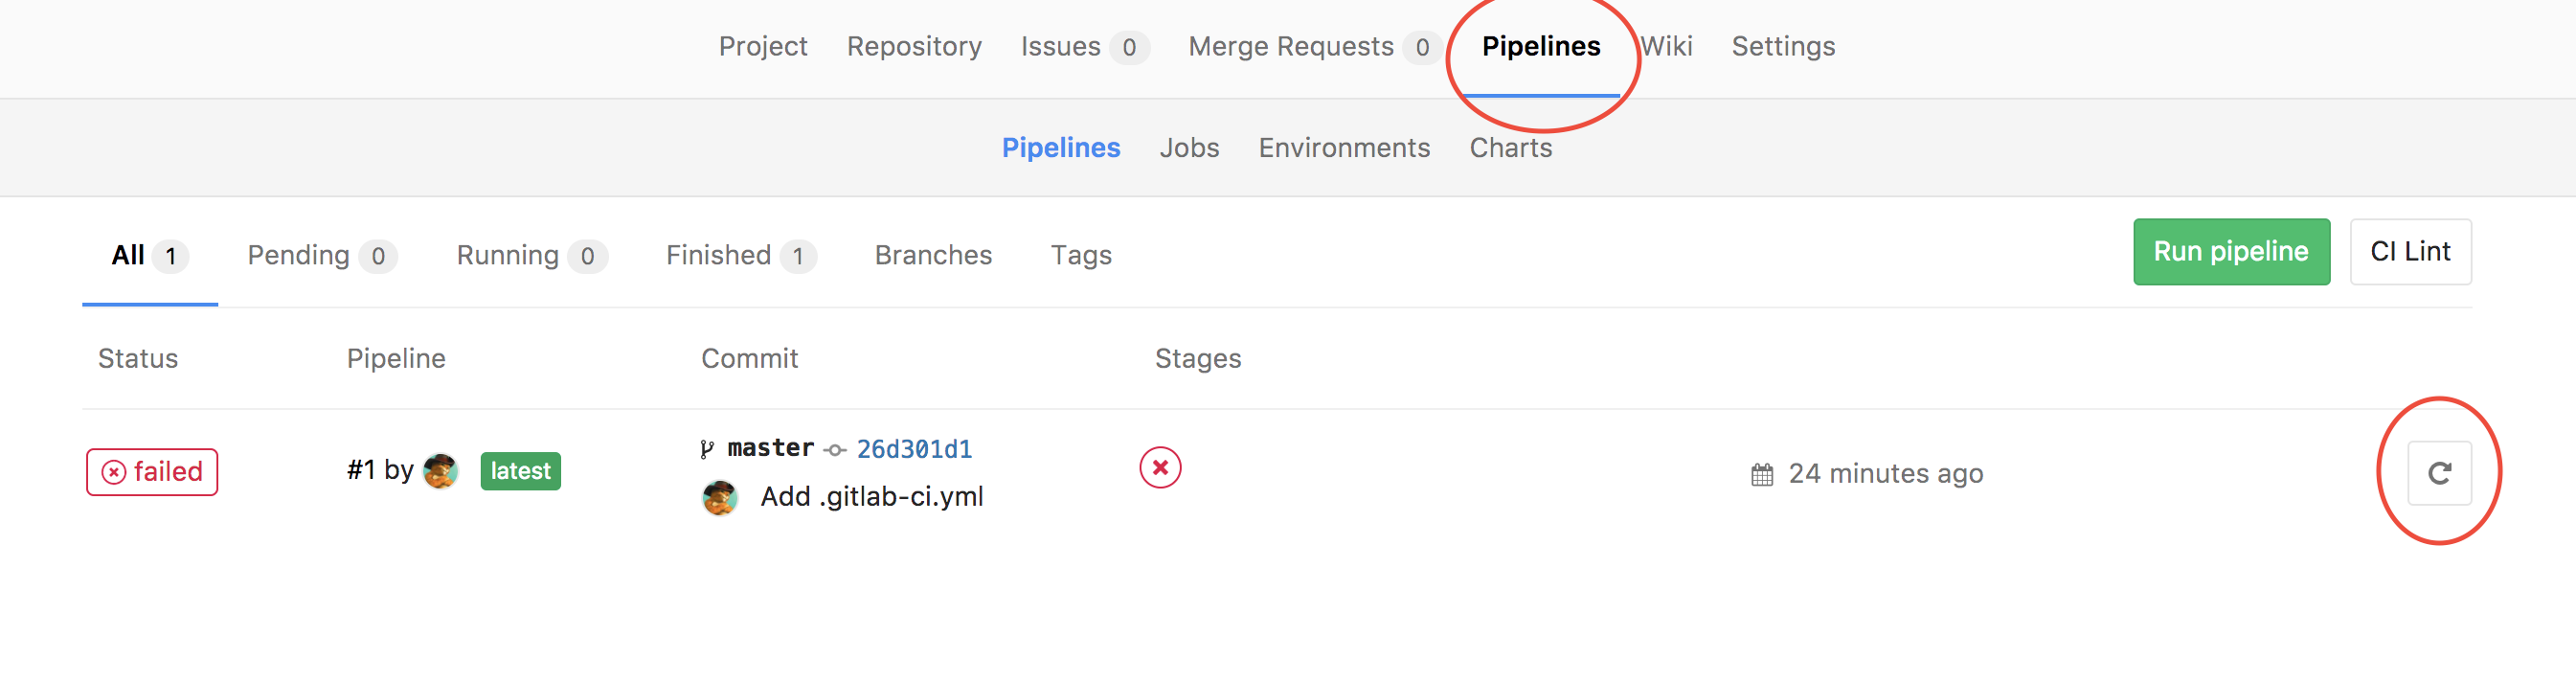 Project Repository Issues 0 Merge Requests 0 Pipelines Wiki Settings
Pipelines Jobs Environments Charts
All 1 Pending 0 Running 0 Finished 1 Branches Tags Run pipeline CI Lint
Status Pipeline Commit Stages
failed #1 by latest master 26d301d1 24 minutes ago
Add .gitlab-ci.yml